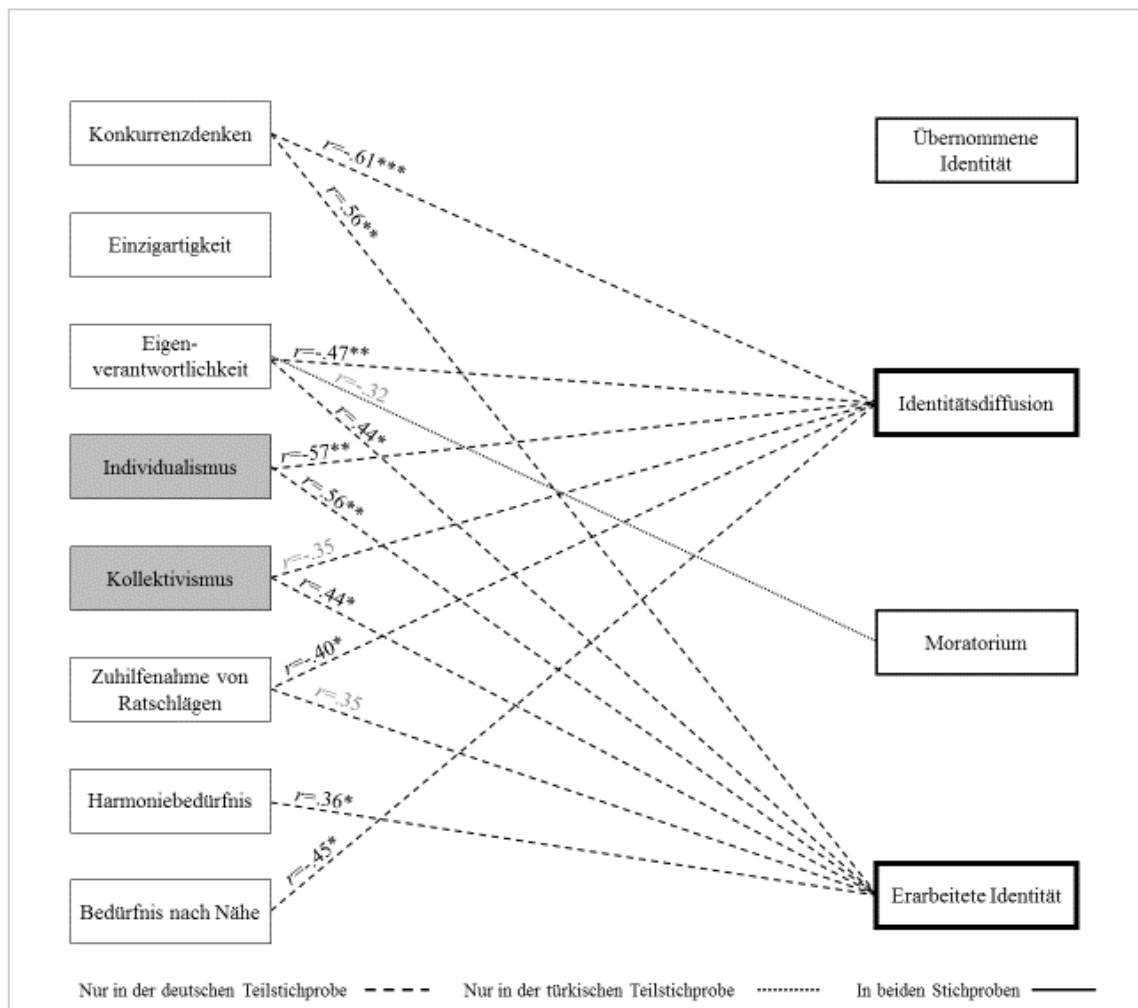 Konkurrenzdenken
Übernommene
Identität
r=-.61***
r=.56**
Einzigartigkeit
Eigen-
verantwortlichkeit
r=-.47**
r=-.32
r=.44*
Identitätsdiffusion
Individualismus
r=-57**
r=.56**
Kollektivismus
r=-.35
r=.44*
Moratorium
Zuhilfenahme von
Ratschlägen
r=-.40*
r=.35
Harmoniebedürfnis
r=.36*
Bedürfnis nach Nähe
r=-.45*
Erarbeitete Identität
Nur in der deutschen Teilstichprobe
Nur in der türkischen Teilstichprobe
In beiden Stichproben